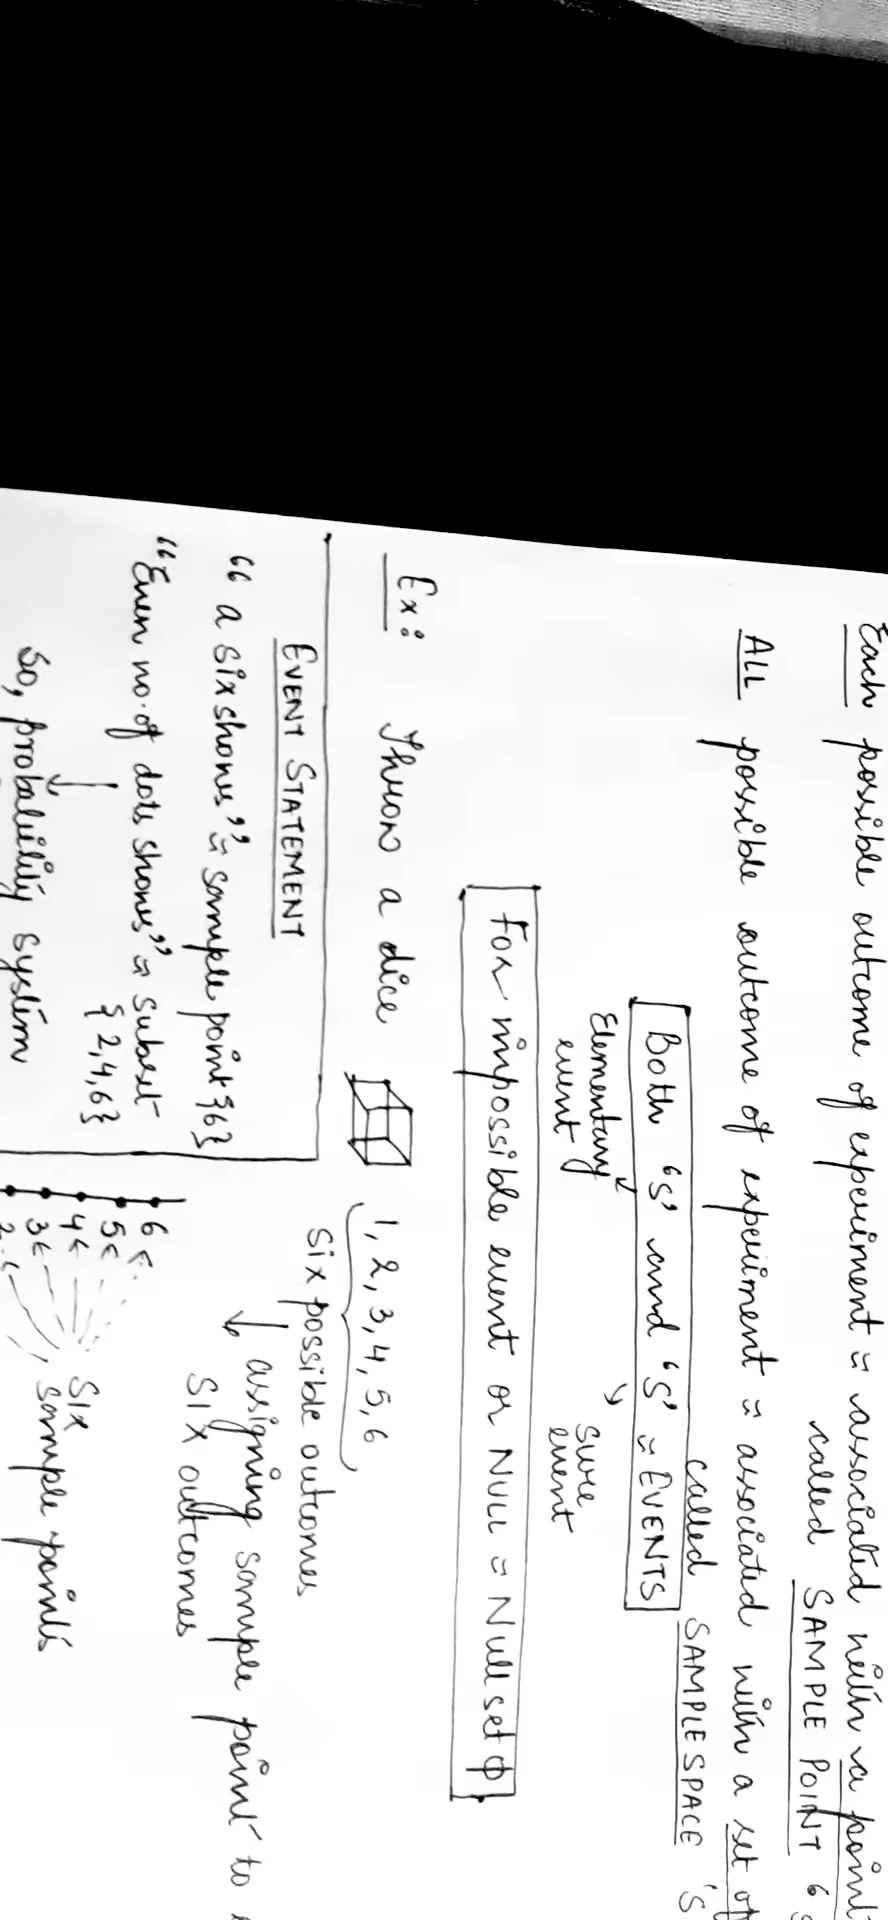 Each possible outcome of experiment ≈ associated with a point
called SAMPLE POINT 's
ALL possible outcome of experiment ≈ associated with a set of
called SAMPLE SPACE 'S
Both 's' and 'S' ≈ EVENTS
Elementary event
Sure event
For impossible event or NULL ≈ Null set ϕ
Ex: Throw a dice
1, 2, 3, 4, 5, 6
six possible outcomes
assigning sample point to
SIX outcomes
EVENT STATEMENT
“a six shows” ≈ sample point {6}
“Even no. of dots shows” ≈ subset
{2,4,6}
So, probability system
6
5
4
3
2
SIX
sample points